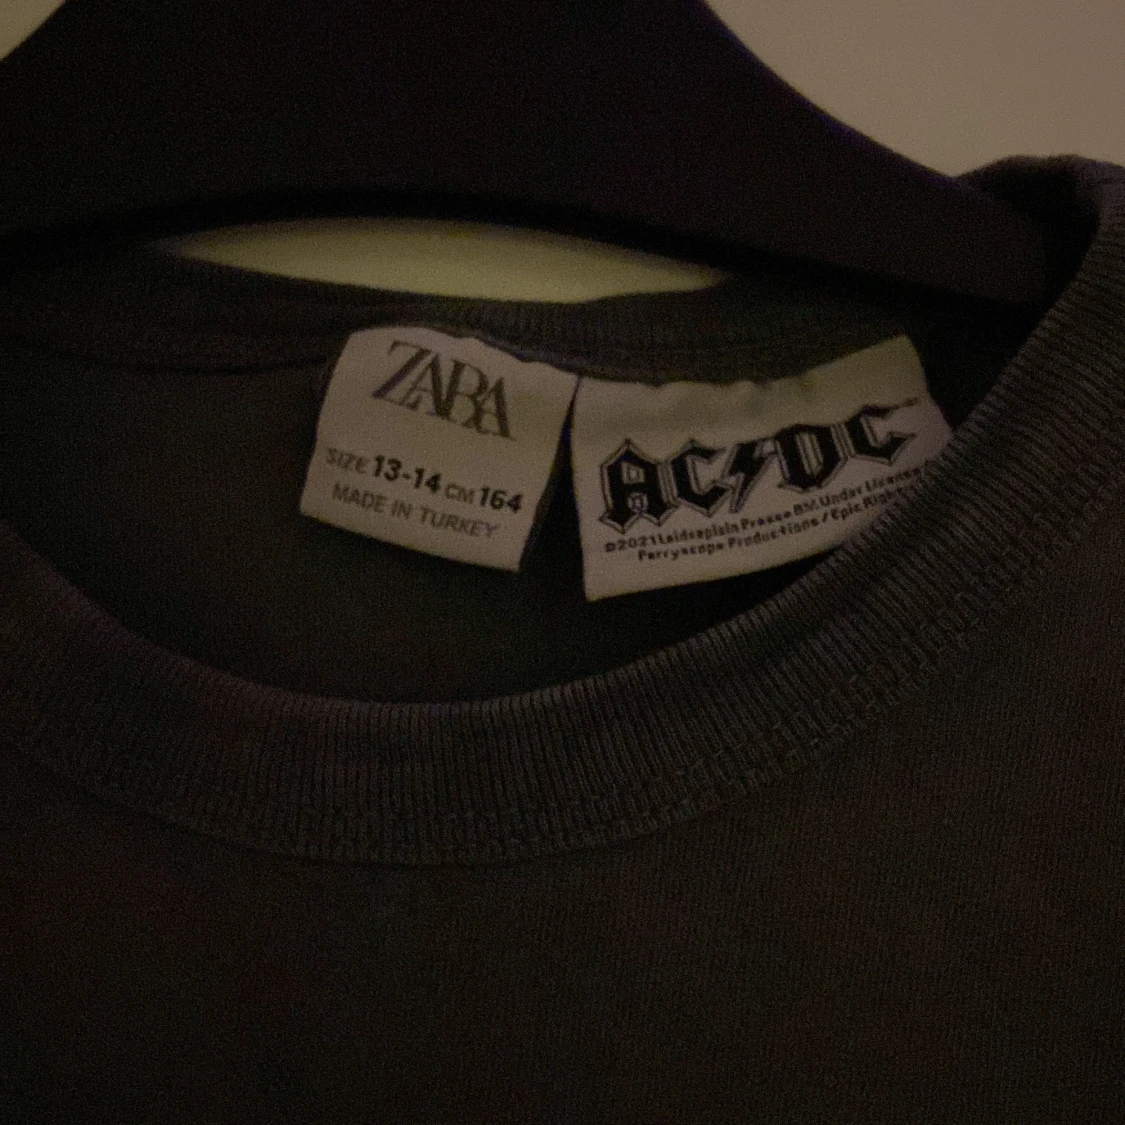 ZARA
SIZE 13-14 CM 164
MADE IN TURKEY
AC/DC
©2021 Leidseplein Presse BV. Under License
Perryscope Productions / Epic